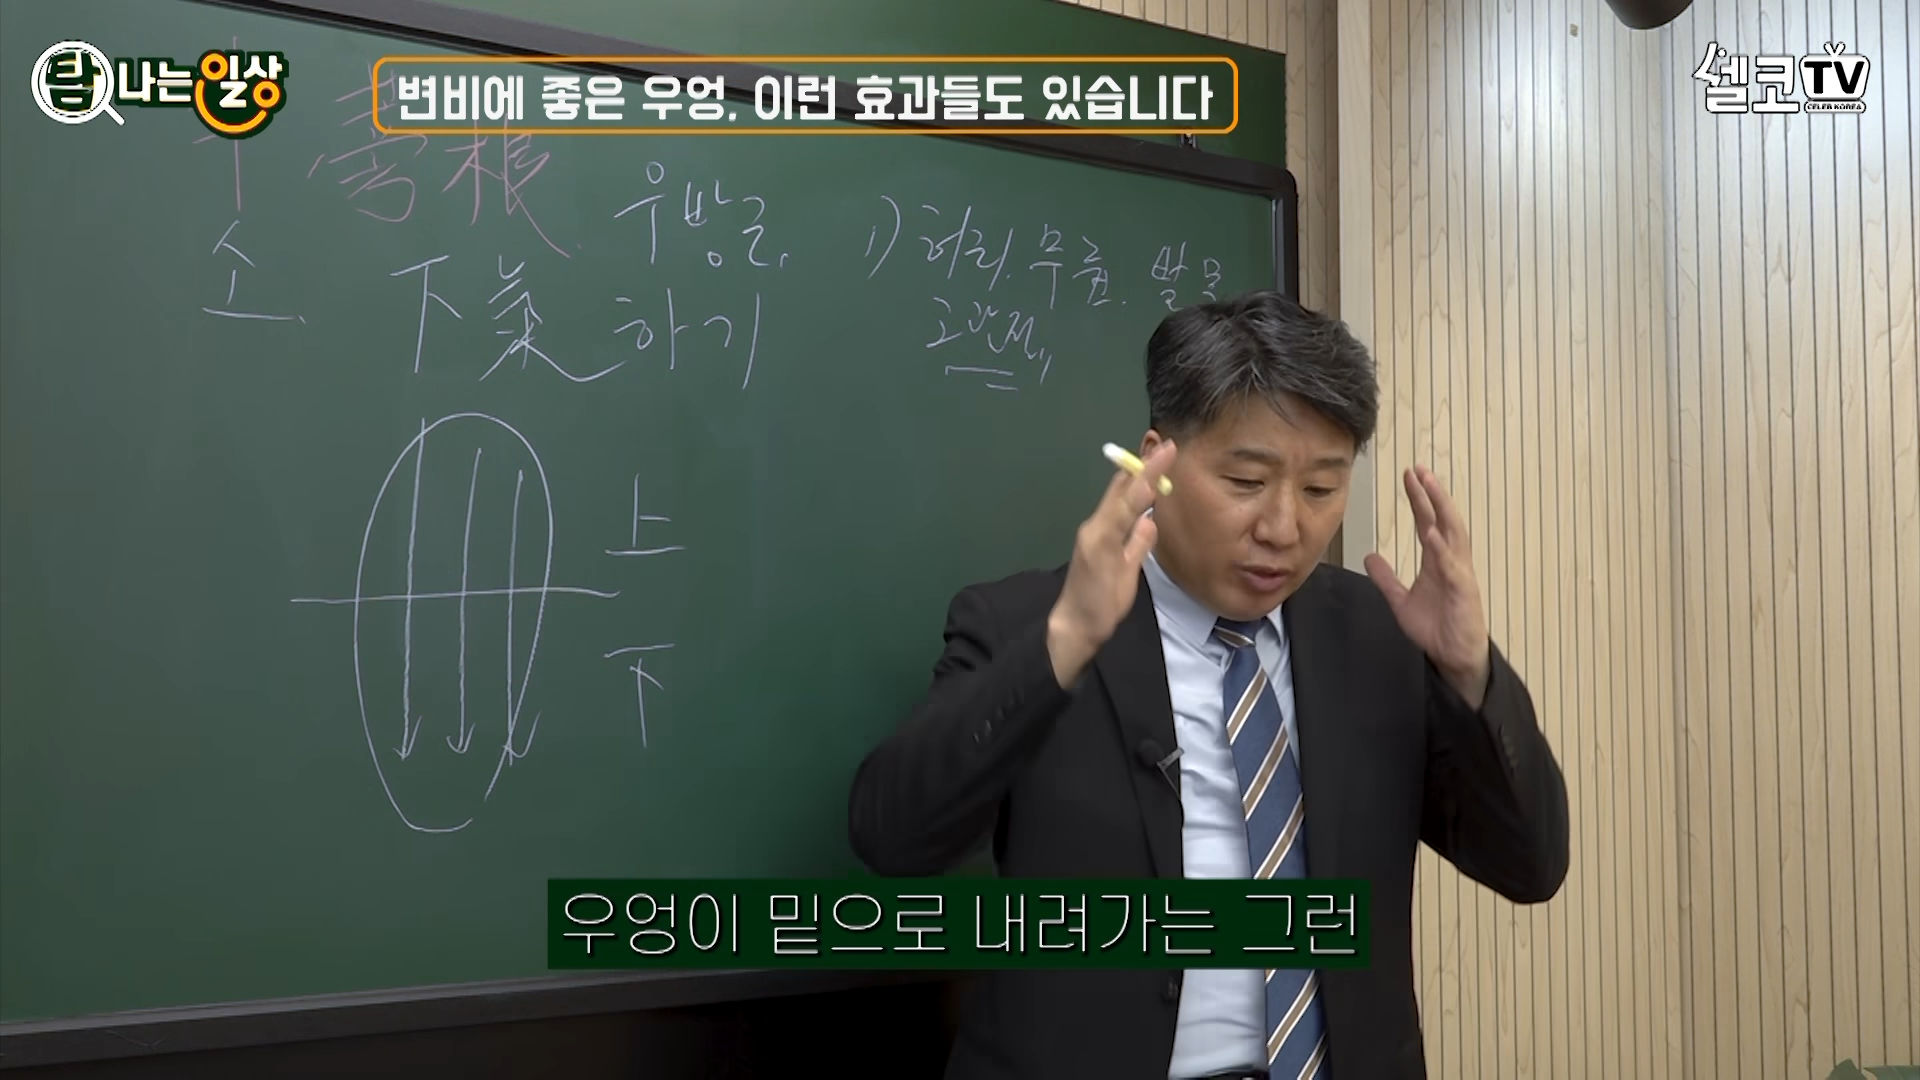 큼 나는 일상
변비에 좋은 우엉, 이런 효과들도 있습니다
셀코TV
CELEB KOREA
牛蒡根
우방근.
소.
下氣 하기
1) 허리. 무릎. 발목
고관절
上
下
우엉이 밑으로 내려가는 그런